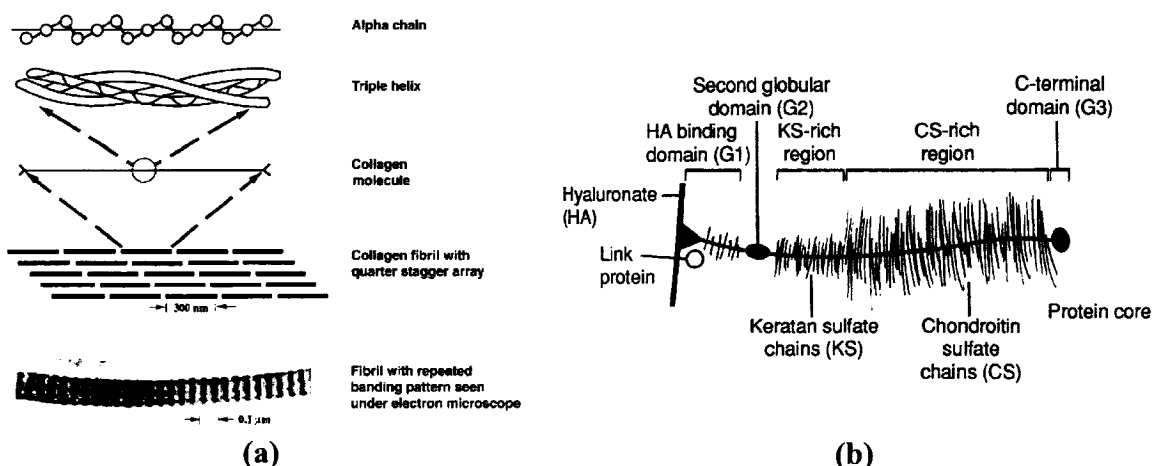 Alpha chain
Triple helix
Collagen
molecule
Collagen fibril with
quarter stagger array
300 nm
Fibril with repeated
banding pattern seen
under electron microscope
0.1 µm
(a)
Second globular
domain (G2)
C-terminal
domain (G3)
HA binding
domain (G1)
KS-rich
region
CS-rich
region
Hyaluronate
(HA)
Link
protein
Keratan sulfate
chains (KS)
Chondroitin
sulfate
chains (CS)
Protein core
(b)